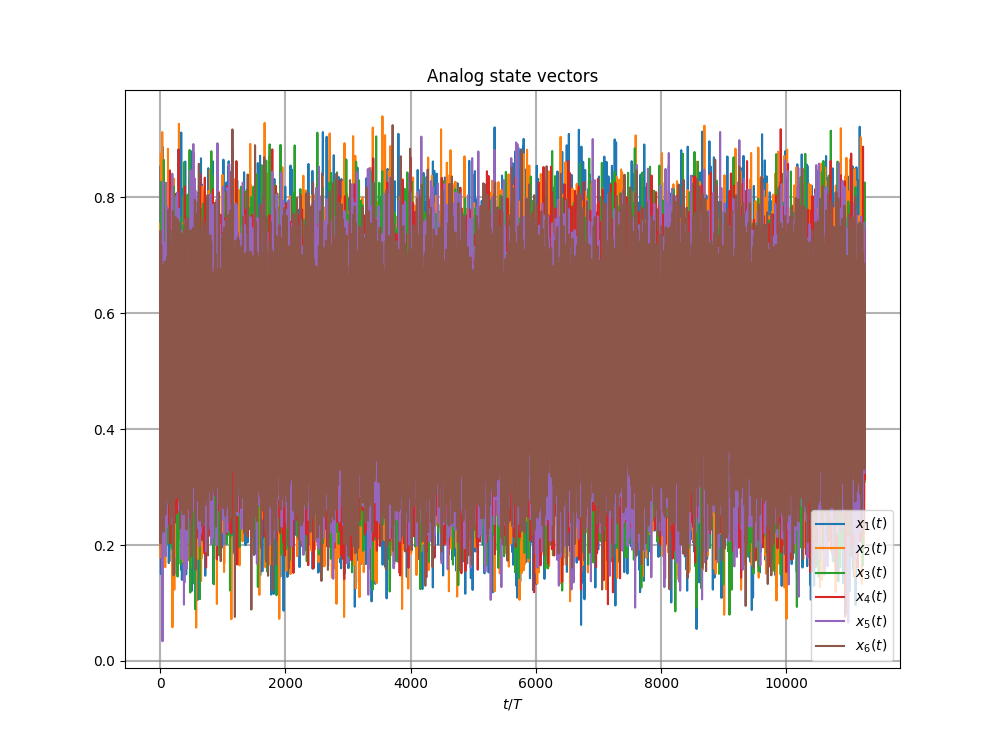 Analog state vectors
0.8
0.6
0.4
0.2
0.0
x₁(t)
x₂(t)
x₃(t)
x₄(t)
x₅(t)
x₆(t)
0 2000 4000 6000 8000 10000
t/T